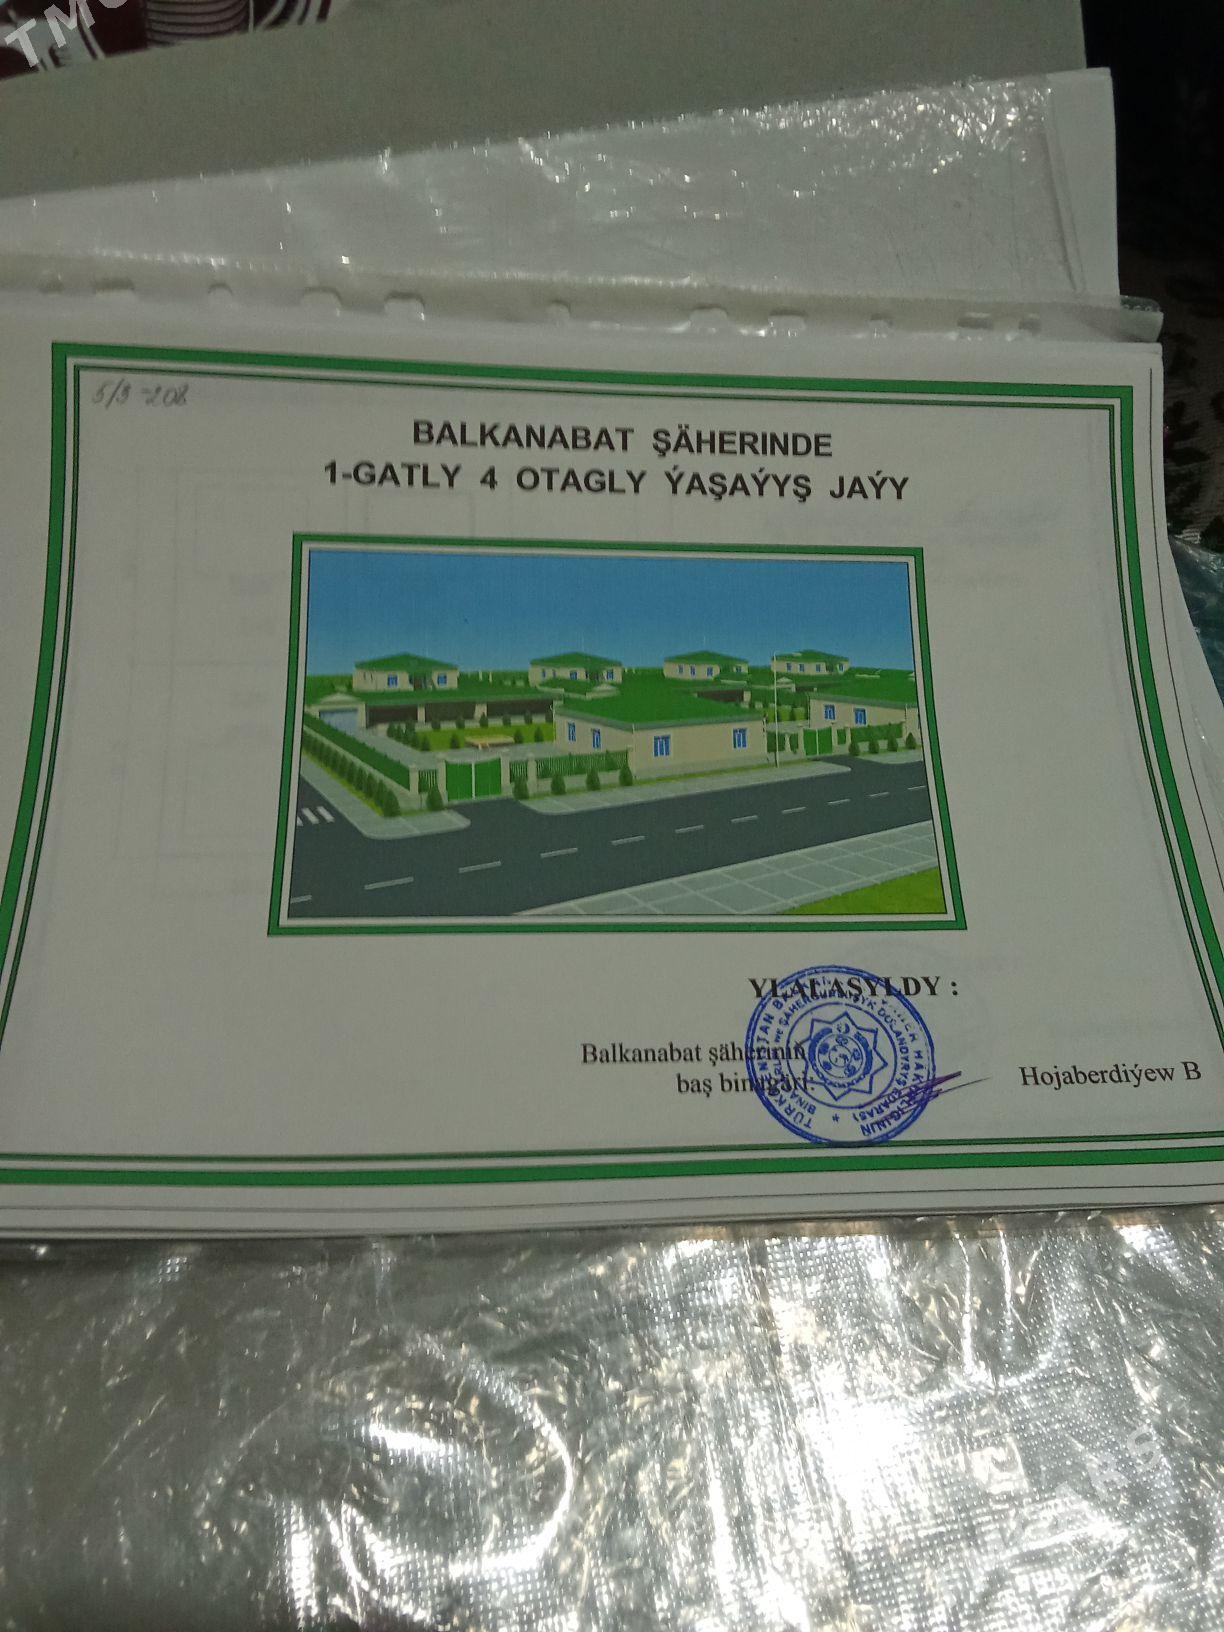 5/3-208
BALKANABAT ŞÄHERINDE
1-GATLY 4 OTAGLY ÝAŞAÝYŞ JAÝY
YLALAŞYLDY :
Balkanabat şäheriniň
baş binagäri:
Hojaberdiýew B